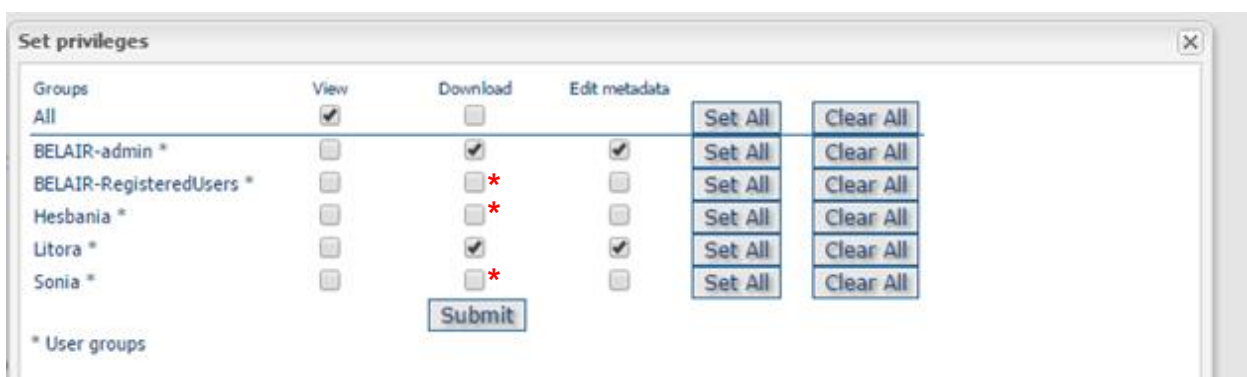 Set privileges
Groups View Download Edit metadata
All Set All Clear All
BELAIR-admin * Set All Clear All
BELAIR-RegisteredUsers * * Set All Clear All
Hesbania * * Set All Clear All
Litora * Set All Clear All
Sonia * * Set All Clear All
Submit
* User groups